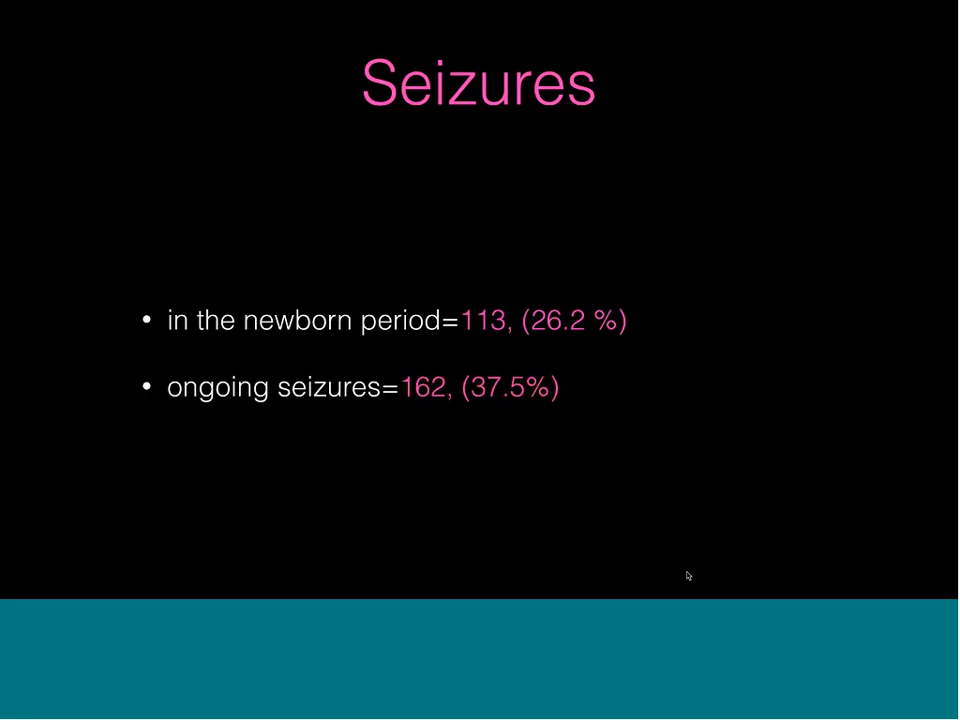 Seizures
• in the newborn period=113, (26.2 %)
• ongoing seizures=162, (37.5%)